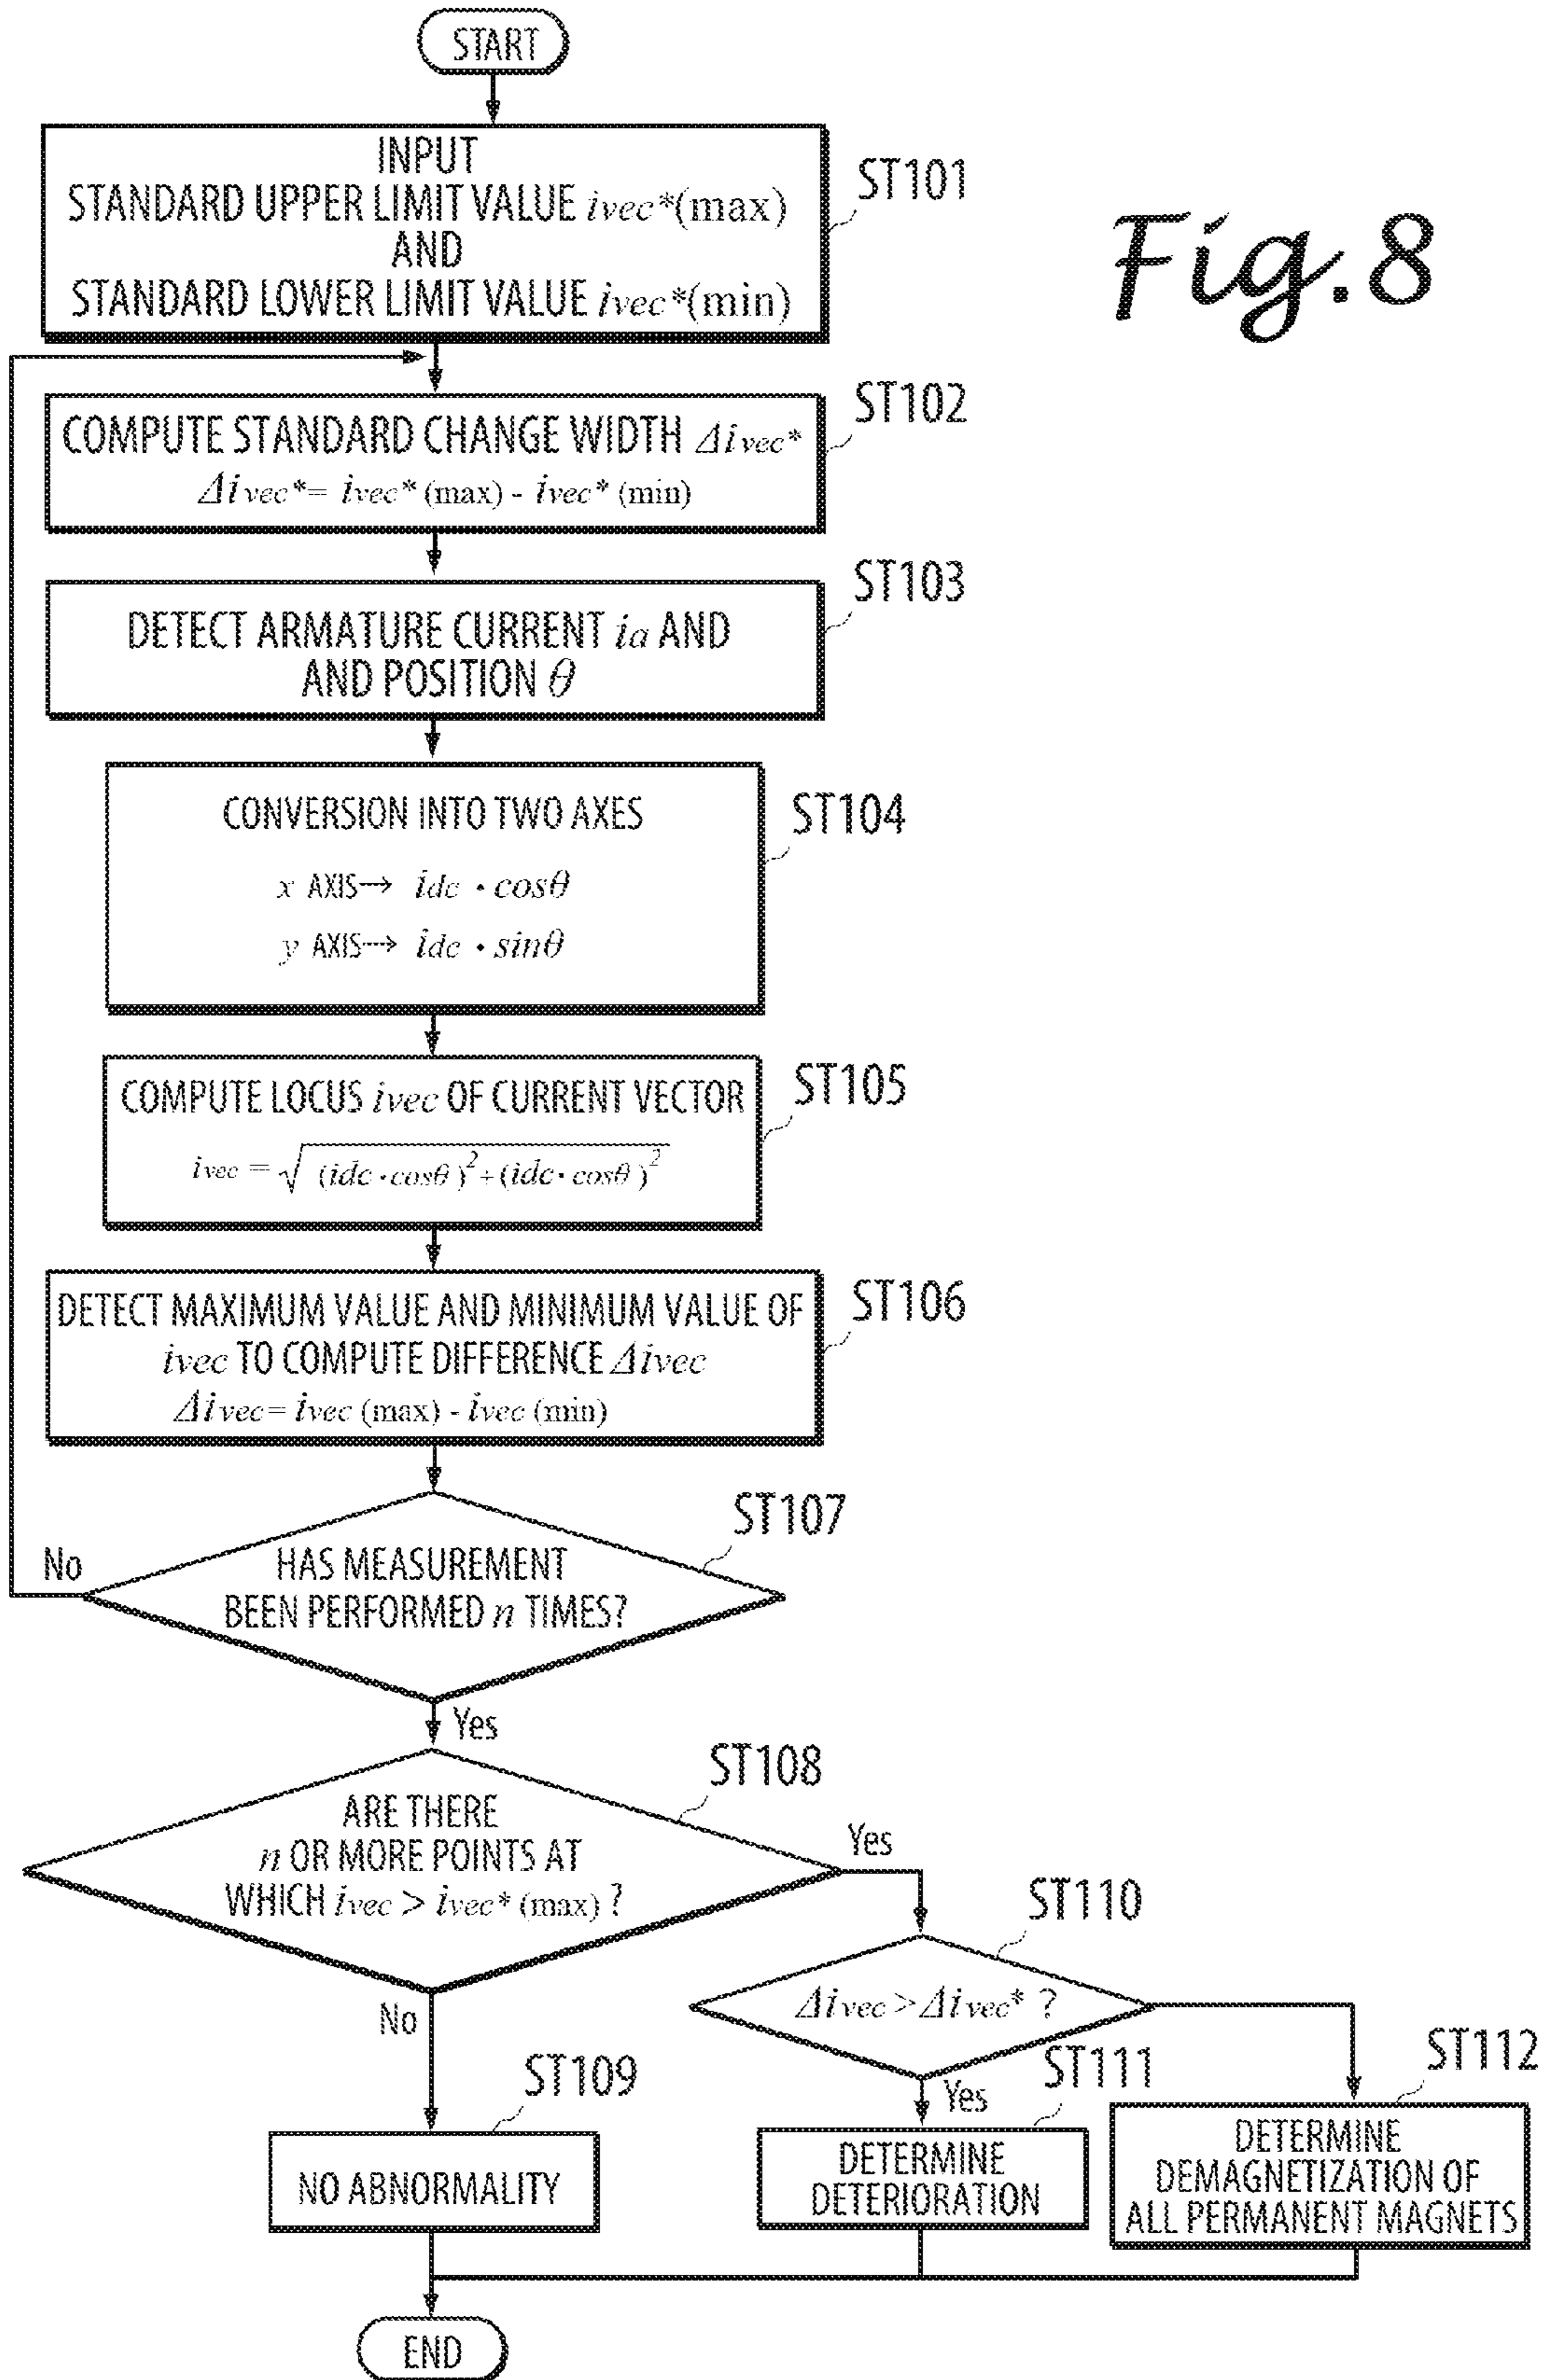 START
INPUT
STANDARD UPPER LIMIT VALUE ivec*(max)
AND
STANDARD LOWER LIMIT VALUE ivec*(min)
ST101
Fig.8
COMPUTE STANDARD CHANGE WIDTH Δivec*
Δivec*= ivec* (max) - ivec* (min)
ST102
DETECT ARMATURE CURRENT ia AND
AND POSITION θ
ST103
CONVERSION INTO TWO AXES
x AXIS→ idc · cosθ
y AXIS→ idc · sinθ
ST104
COMPUTE LOCUS ivec OF CURRENT VECTOR
ivec = √(idc · cosθ)²+(idc · cosθ)²
ST105
DETECT MAXIMUM VALUE AND MINIMUM VALUE OF
ivec TO COMPUTE DIFFERENCE Δivec
Δivec= ivec (max) - ivec (min)
ST106
HAS MEASUREMENT
BEEN PERFORMED n TIMES?
ST107
No
Yes
ARE THERE
n OR MORE POINTS AT
WHICH ivec > ivec* (max) ?
ST108
Yes
No
Δivec >Δivec* ?
ST110
Yes
NO ABNORMALITY
ST109
DETERMINE
DETERIORATION
ST111
DETERMINE
DEMAGNETIZATION OF
ALL PERMANENT MAGNETS
ST112
END